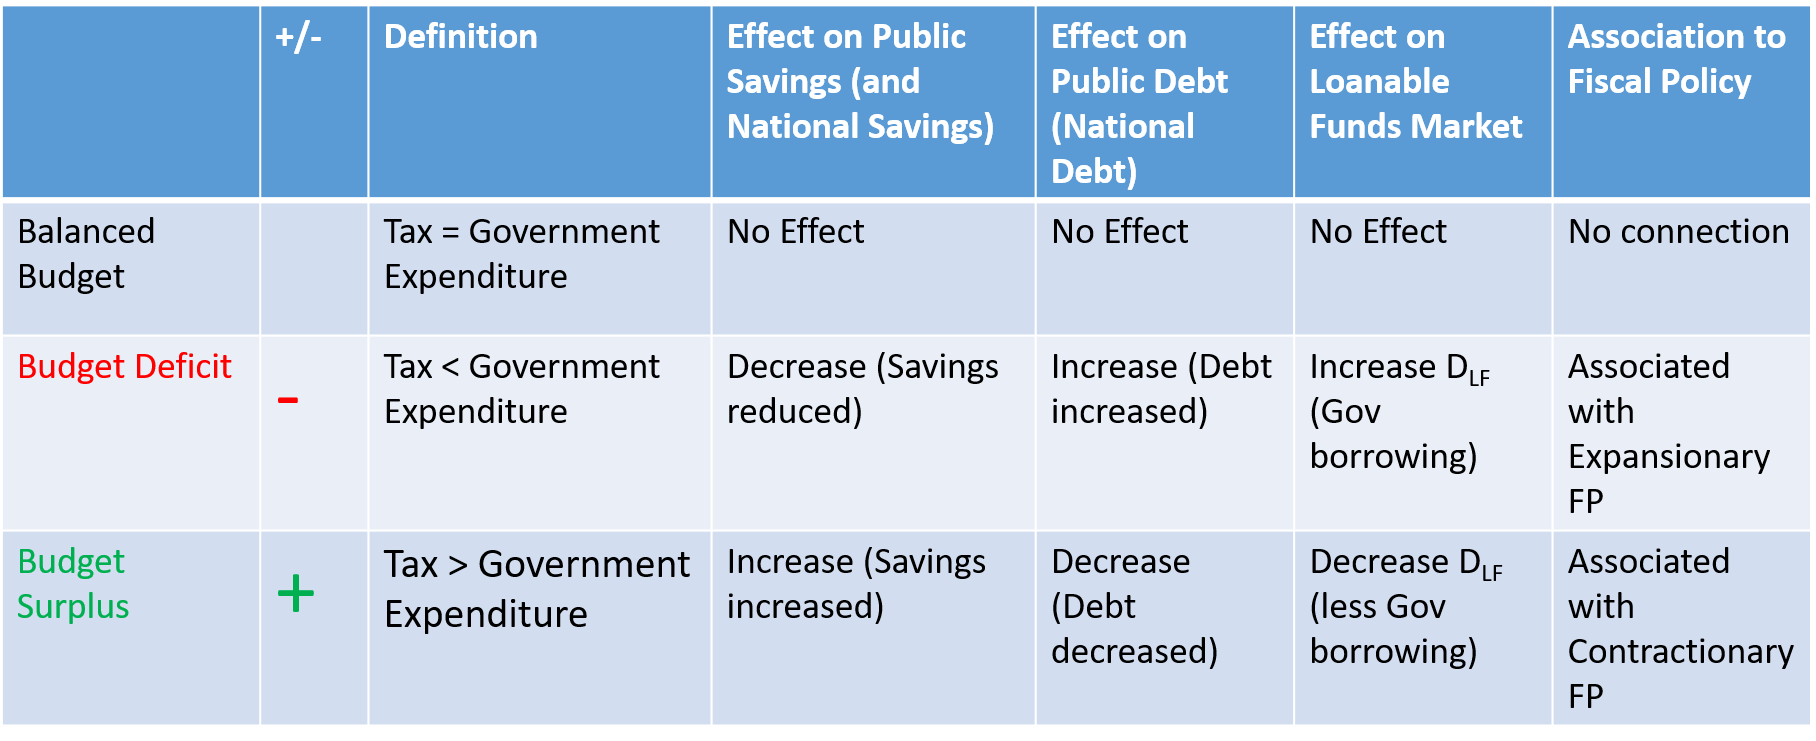 +/-
Definition
Effect on Public
Savings (and
National Savings)
Effect on
Public Debt
(National
Debt)
Effect on
Loanable
Funds Market
Association to
Fiscal Policy
Balanced
Budget
Tax = Government
Expenditure
No Effect
No Effect
No Effect
No connection
Budget Deficit
-
Tax < Government
Expenditure
Decrease (Savings
reduced)
Increase (Debt
increased)
Increase DLF
(Gov
borrowing)
Associated
with
Expansionary
FP
Budget
Surplus
+
Tax > Government
Expenditure
Increase (Savings
increased)
Decrease
(Debt
decreased)
Decrease DLF
(less Gov
borrowing)
Associated
with
Contractionary
FP